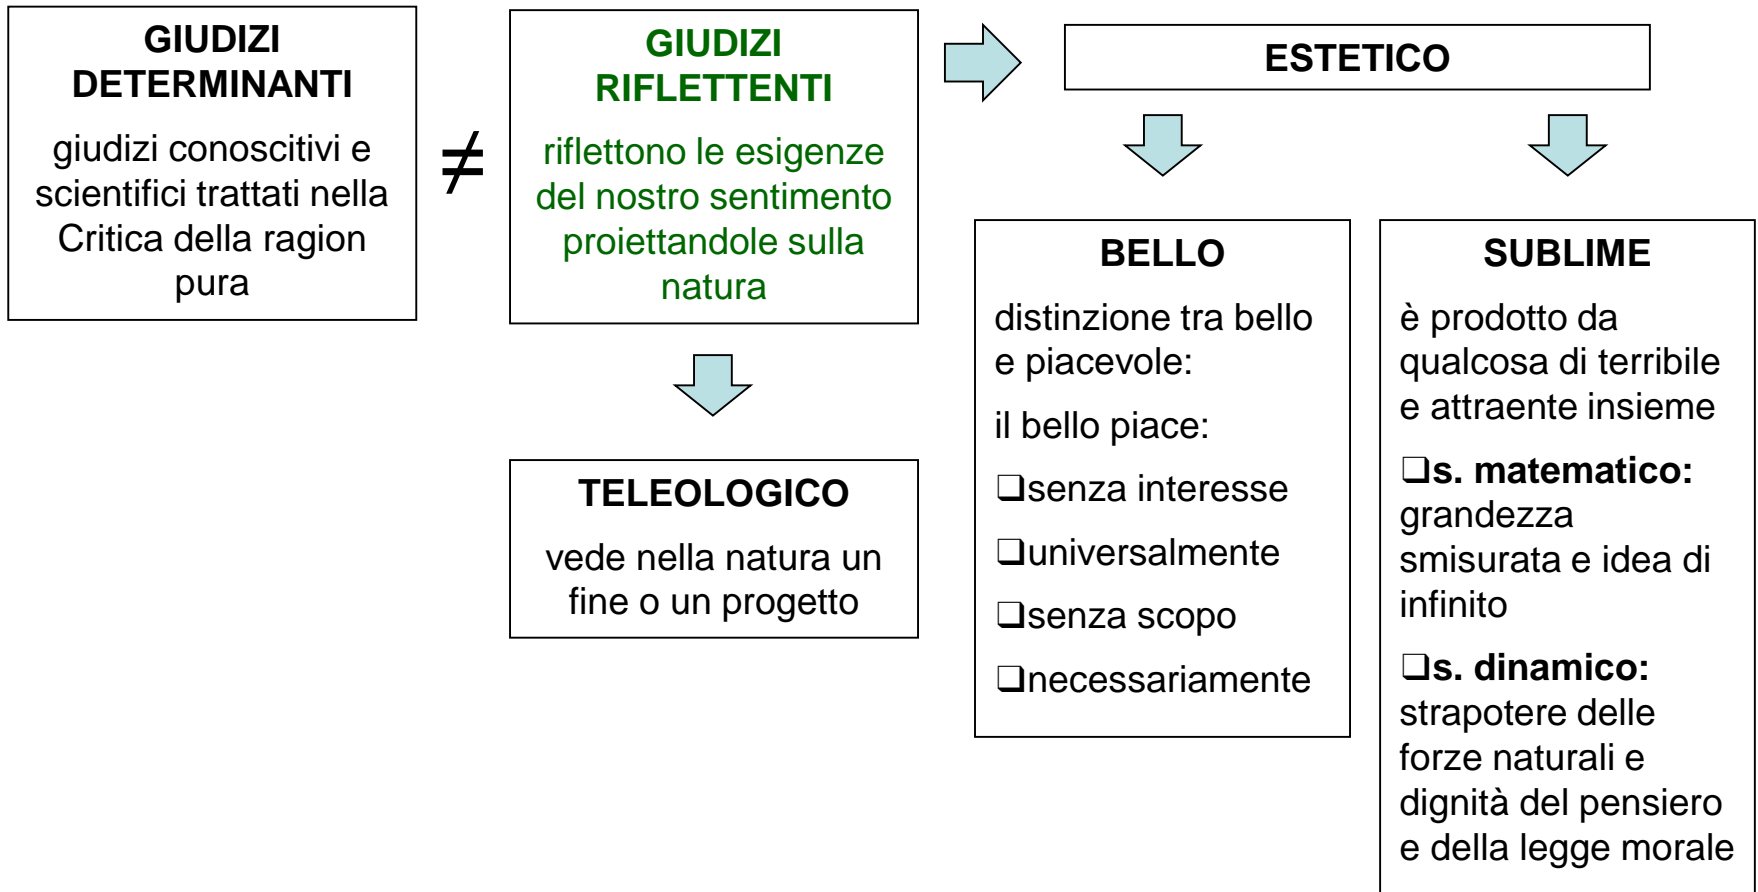 GIUDIZI
DETERMINANTI
giudizi conoscitivi e
scientifici trattati nella
Critica della ragion
pura
≠
GIUDIZI
RIFLETTENTI
riflettono le esigenze
del nostro sentimento
proiettandole sulla
natura
TELEOLOGICO
vede nella natura un
fine o un progetto
ESTETICO
BELLO
distinzione tra bello
e piacevole:
il bello piace:
❑senza interesse
❑universalmente
❑senza scopo
❑necessariamente
SUBLIME
è prodotto da
qualcosa di terribile
e attraente insieme
❑s. matematico:
grandezza
smisurata e idea di
infinito
❑s. dinamico:
strapotere delle
forze naturali e
dignità del pensiero
e della legge morale